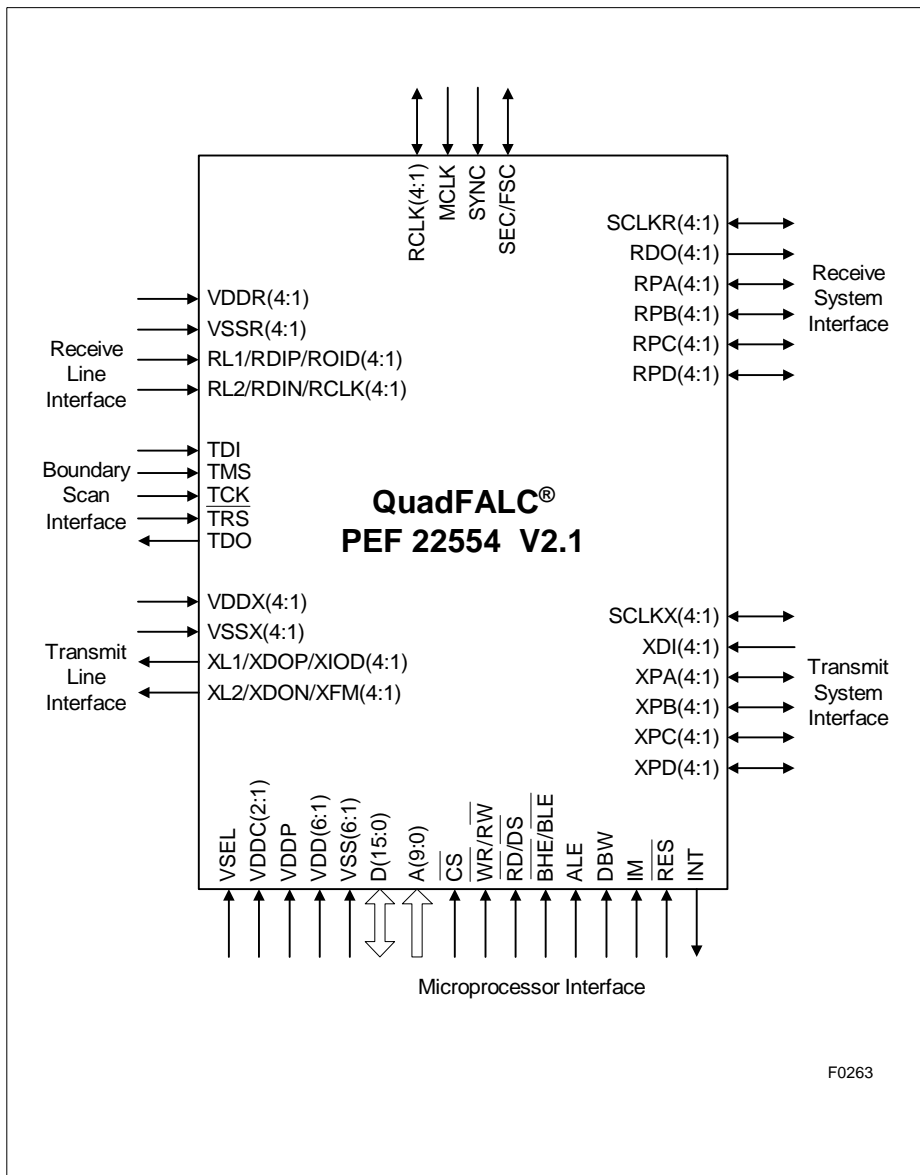 RCLK(4:1)
MCLK
SYNC
SEC/FSC
SCLKR(4:1)
RDO(4:1)
RPA(4:1)
RPB(4:1)
RPC(4:1)
RPD(4:1)
Receive
System
Interface
VDDR(4:1)
VSSR(4:1)
RL1/RDIP/ROID(4:1)
RL2/RDIN/RCLK(4:1)
Receive
Line
Interface
TDI
TMS
TCK
TRS
TDO
Boundary
Scan
Interface
QuadFALC®
PEF 22554 V2.1
VDDX(4:1)
VSSX(4:1)
XL1/XDOP/XIOD(4:1)
XL2/XDON/XFM(4:1)
Transmit
Line
Interface
SCLKX(4:1)
XDI(4:1)
XPA(4:1)
XPB(4:1)
XPC(4:1)
XPD(4:1)
Transmit
System
Interface
VSEL
VDDC(2:1)
VDDP
VDD(6:1)
VSS(6:1)
D(15:0)
A(9:0)
CS
WR/RW
RD/DS
BHE/BLE
ALE
DBW
IM
RES
INT
Microprocessor Interface
F0263